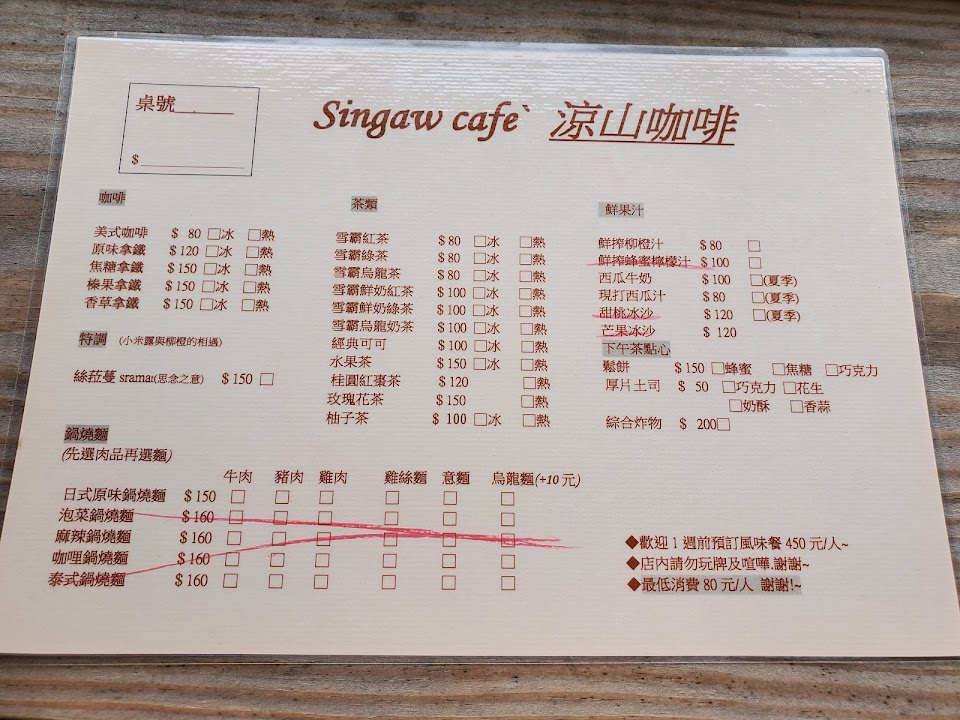 桌號
$
Singaw cafe` 涼山咖啡
咖啡
美式咖啡 $ 80 □冰 □熱
原味拿鐵 $ 120 □冰 □熱
焦糖拿鐵 $ 150 □冰 □熱
榛果拿鐵 $ 150 □冰 □熱
香草拿鐵 $ 150 □冰 □熱
特調 (小米露與柳橙的相遇)
絲菈蔓 sramaı(思念之意) $ 150 □
茶類
雪霸紅茶 $ 80 □冰 □熱
雪霸綠茶 $ 80 □冰 □熱
雪霸烏龍茶 $ 80 □冰 □熱
雪霸鮮奶紅茶 $ 100 □冰 □熱
雪霸鮮奶綠茶 $ 100 □冰 □熱
雪霸烏龍奶茶 $ 100 □冰 □熱
經典可可 $ 100 □冰 □熱
水果茶 $ 150 □冰 □熱
桂圓紅棗茶 $ 120 □熱
玫瑰花茶 $ 150 □熱
柚子茶 $ 100 □冰 □熱
鮮果汁
鮮搾柳橙汁 $ 80 □
鮮搾蜂蜜檸檬汁 $ 100 □
西瓜牛奶 $ 100 □(夏季)
現打西瓜汁 $ 80 □(夏季)
甜桃冰沙 $ 120 □(夏季)
芒果冰沙 $ 120
下午茶點心
鬆餅 $ 150 □蜂蜜 □焦糖 □巧克力
厚片土司 $ 50 □巧克力 □花生
□奶酥 □香蒜
綜合炸物 $ 200□
鍋燒麵
(先選肉品再選麵)
牛肉 豬肉 雞肉 雞絲麵 意麵 烏龍麵(+10 元)
日式原味鍋燒麵 $ 150 □ □ □ □ □ □
泡菜鍋燒麵 $ 160 □ □ □ □ □ □
麻辣鍋燒麵 $ 160 □ □ □ □ □ □
咖哩鍋燒麵 $ 160 □ □ □ □ □ □
泰式鍋燒麵 $ 160 □ □ □ □ □ □
◆歡迎 1 週前預訂風味餐 450 元/人~
◆店內請勿玩牌及喧嘩.謝謝~
◆最低消費 80 元/人 謝謝!~